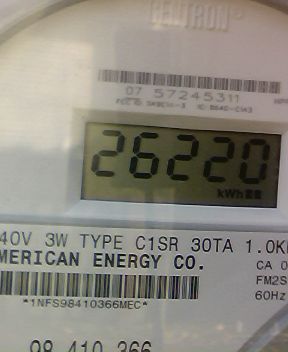 CENTRON
07 57245311
26220
kWh
40V 3W TYPE C1SR 30TA 1.0K
MERICAN ENERGY CO.
CA 0
FM2S
60Hz
*1NFS98410366MEC*
98 410 366